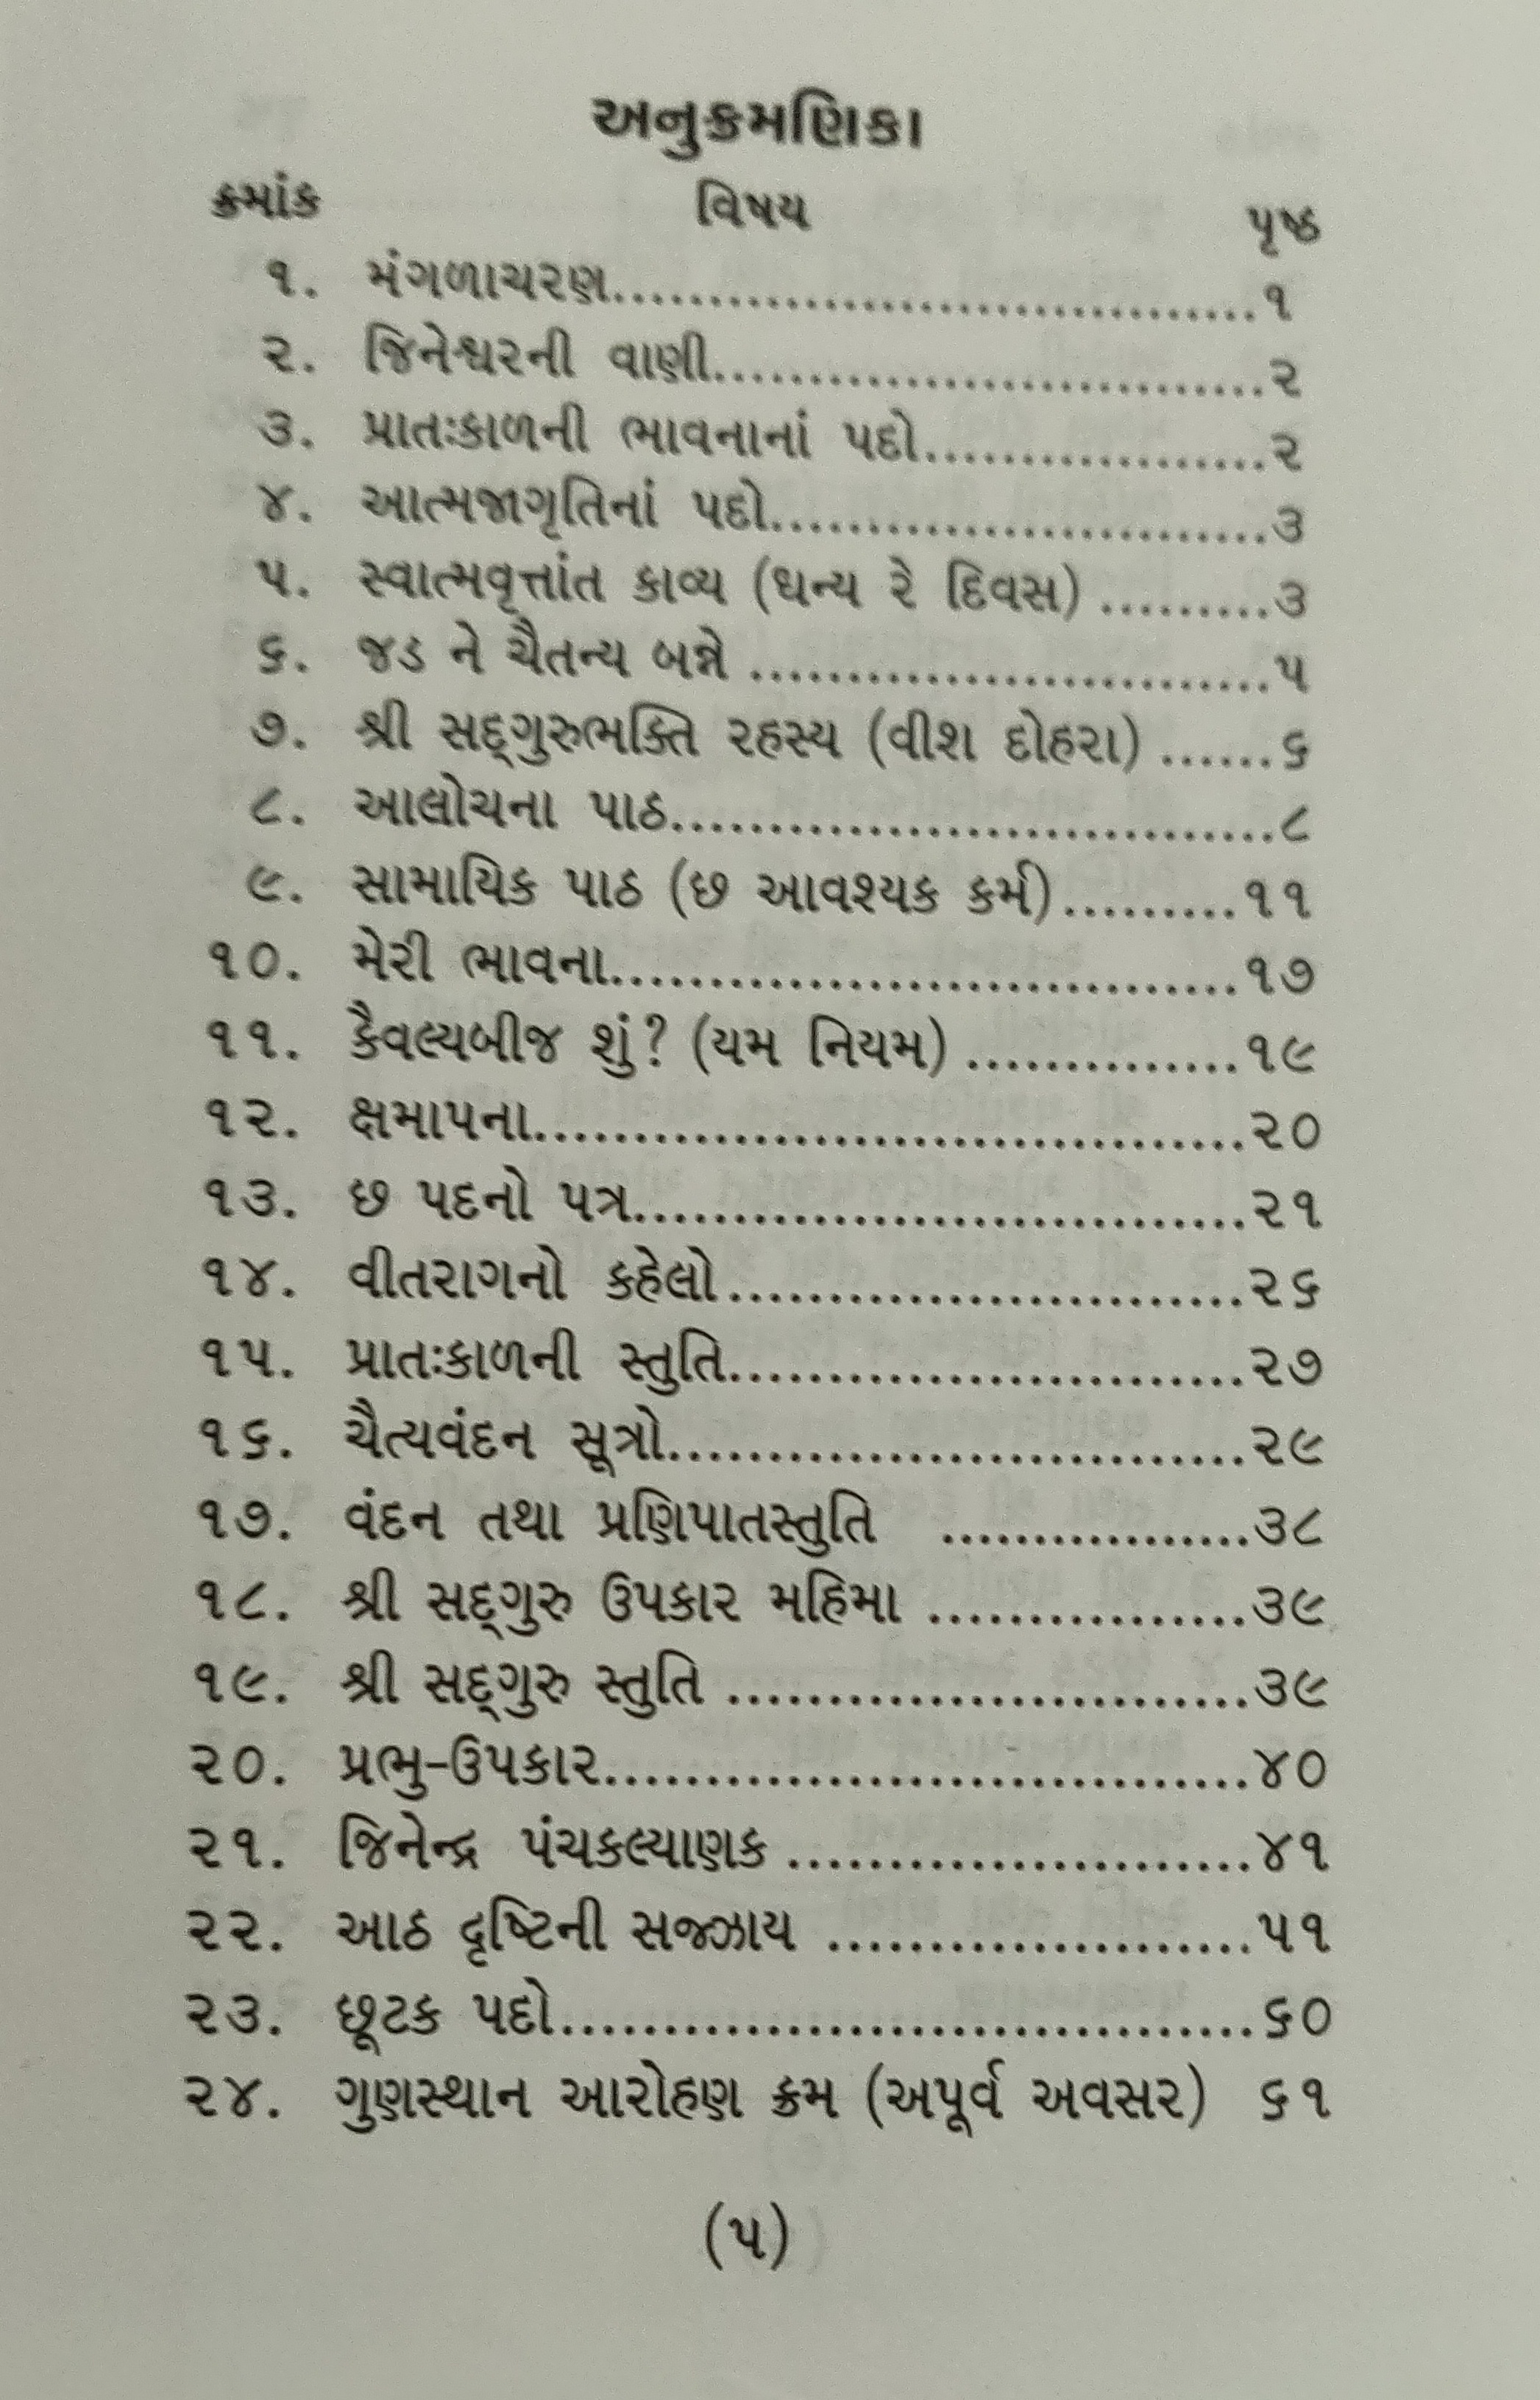 અનુક્રમણિકા
ક્રમાંક વિષય પૃષ્ઠ
૧. મંગળાચરણ................................૧
૨. જિનેશ્વરની વાણી............................૨
૩. પ્રાતઃકાળની ભાવનાનાં પદો.................૨
૪. આત્મજાગૃતિનાં પદો.........................૩
૫. સ્વાત્મવૃત્તાંત કાવ્ય (ધન્ય રે દિવસ) .........૩
૬. જડ ને ચૈતન્ય બન્ને ..........................૫
૭. શ્રી સદ્‌ગુરુભક્તિ રહસ્ય (વીશ દોહરા) ......૬
૮. આલોચના પાઠ..............................૮
૯. સામાયિક પાઠ (છ આવશ્યક કર્મ).........૧૧
૧૦. મેરી ભાવના...............................૧૭
૧૧. કૈવલ્યબીજ શું? (યમ નિયમ) ..............૧૯
૧૨. ક્ષમાપના...................................૨૦
૧૩. છ પદનો પત્ર..............................૨૧
૧૪. વીતરાગનો કહેલો..........................૨૬
૧૫. પ્રાતઃકાળની સ્તુતિ..........................૨૭
૧૬. ચૈત્યવંદન સૂત્રો.............................૨૯
૧૭. વંદન તથા પ્રણિપાતસ્તુતિ ................૩૮
૧૮. શ્રી સદ્‌ગુરુ ઉપકાર મહિમા ................૩૯
૧૯. શ્રી સદ્‌ગુરુ સ્તુતિ ..........................૩૯
૨૦. પ્રભુ-ઉપકાર................................૪૦
૨૧. જિનેન્દ્ર પંચકલ્યાણક .......................૪૧
૨૨. આઠ દૃષ્ટિની સજ્ઝાય .....................૫૧
૨૩. છૂટક પદો..................................૬૦
૨૪. ગુણસ્થાન આરોહણ ક્રમ (અપૂર્વ અવસર) ૬૧
(૫)